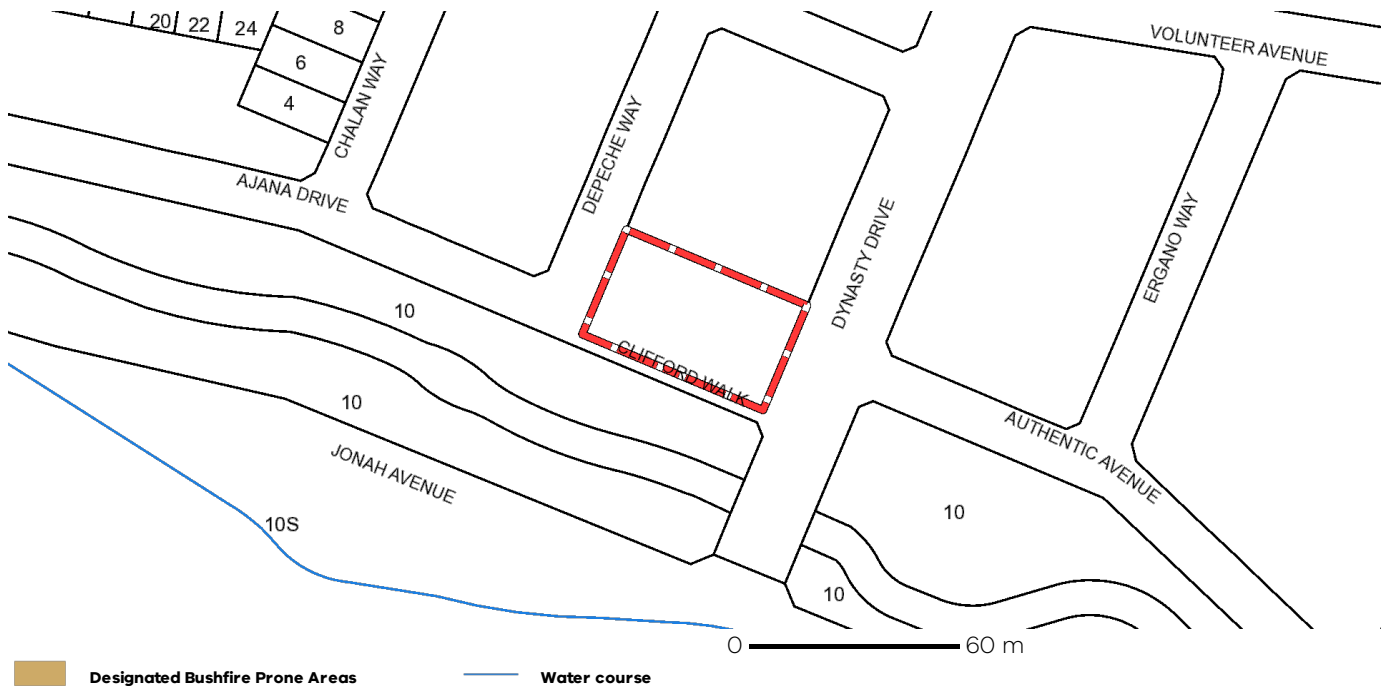 20
22
24
8
6
4
CHALAN WAY
VOLUNTEER AVENUE
DEPECHE WAY
AJANA DRIVE
DYNASTY DRIVE
ERGANO WAY
10
CLIFFORD WALK
10
JONAH AVENUE
AUTHENTIC AVENUE
10
10S
10
0 60 m
Designated Bushfire Prone Areas
Water course